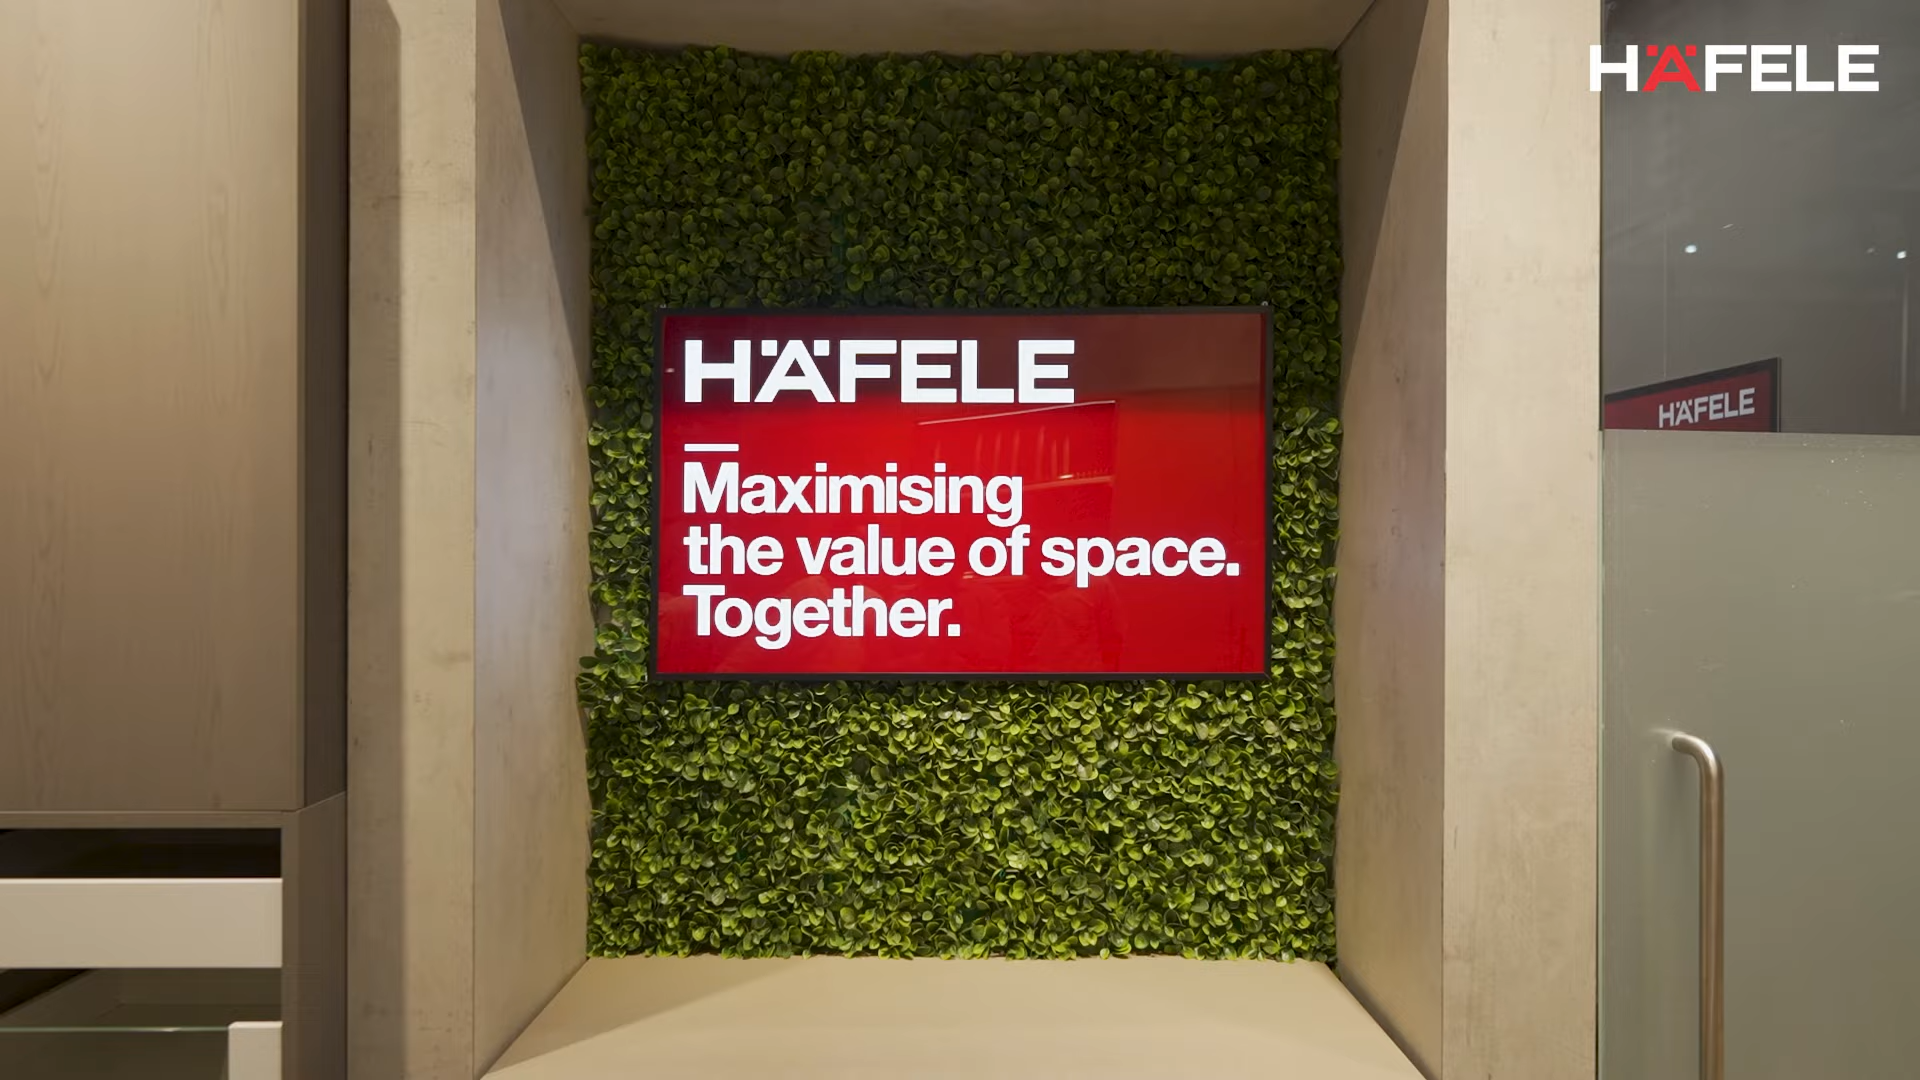 HÄFELE
HÄFELE
HÄFELE
Maximising
the value of space.
Together.